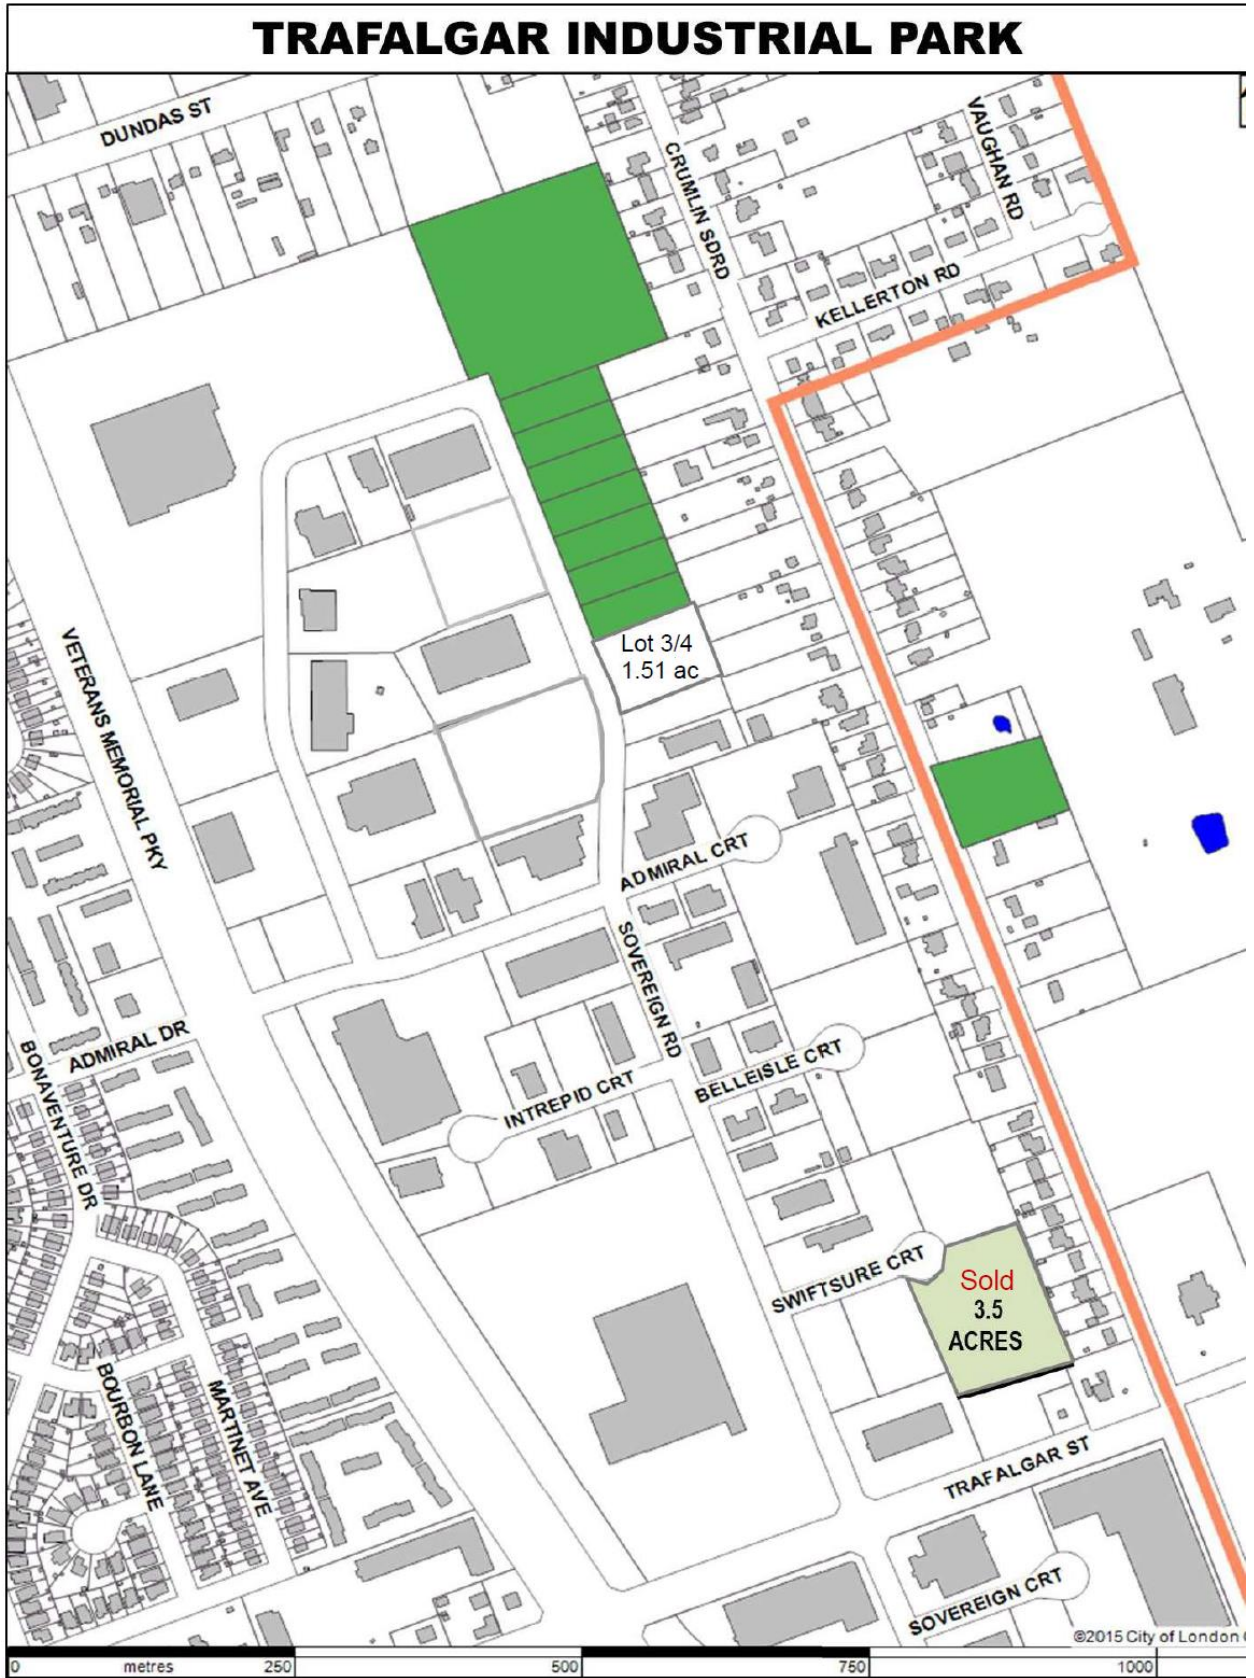 TRAFALGAR INDUSTRIAL PARK
DUNDAS ST
CRUMLIN SDRD
VAUGHAN RD
KELLERTON RD
VETERANS MEMORIAL PKY
Lot 3/4
1.51 ac
ADMIRAL CRT
SOVEREIGN RD
ADMIRAL DR
BONAVENTURE DR
INTREPID CRT
BELLEISLE CRT
SWIFTSURE CRT
Sold
3.5
ACRES
BOURBON LANE
MARTINET AVE
TRAFALGAR ST
SOVEREIGN CRT
©2015 City of London
0 metres 250 500 750 1000